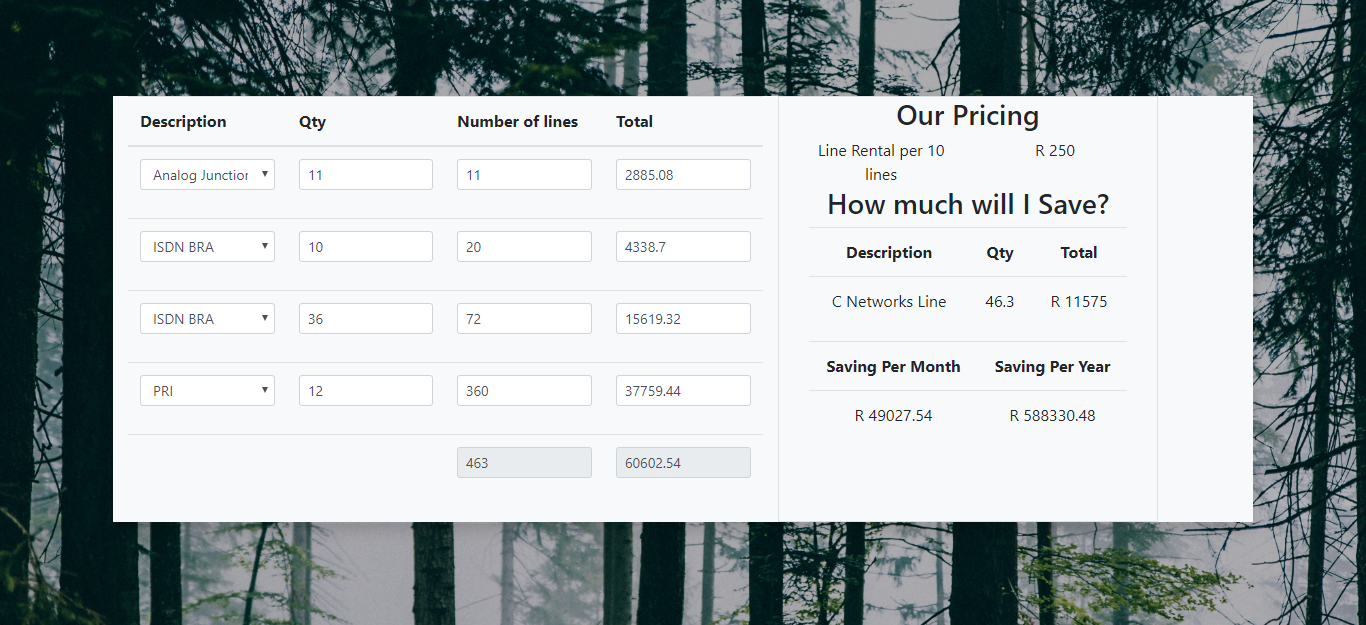 Description Qty Number of lines Total
Analog Junction 11 11 2885.08
ISDN BRA 10 20 4338.7
ISDN BRA 36 72 15619.32
PRI 12 360 37759.44
463 60602.54
Our Pricing
Line Rental per 10 R 250
lines
How much will I Save?
Description Qty Total
C Networks Line 46.3 R 11575
Saving Per Month Saving Per Year
R 49027.54 R 588330.48